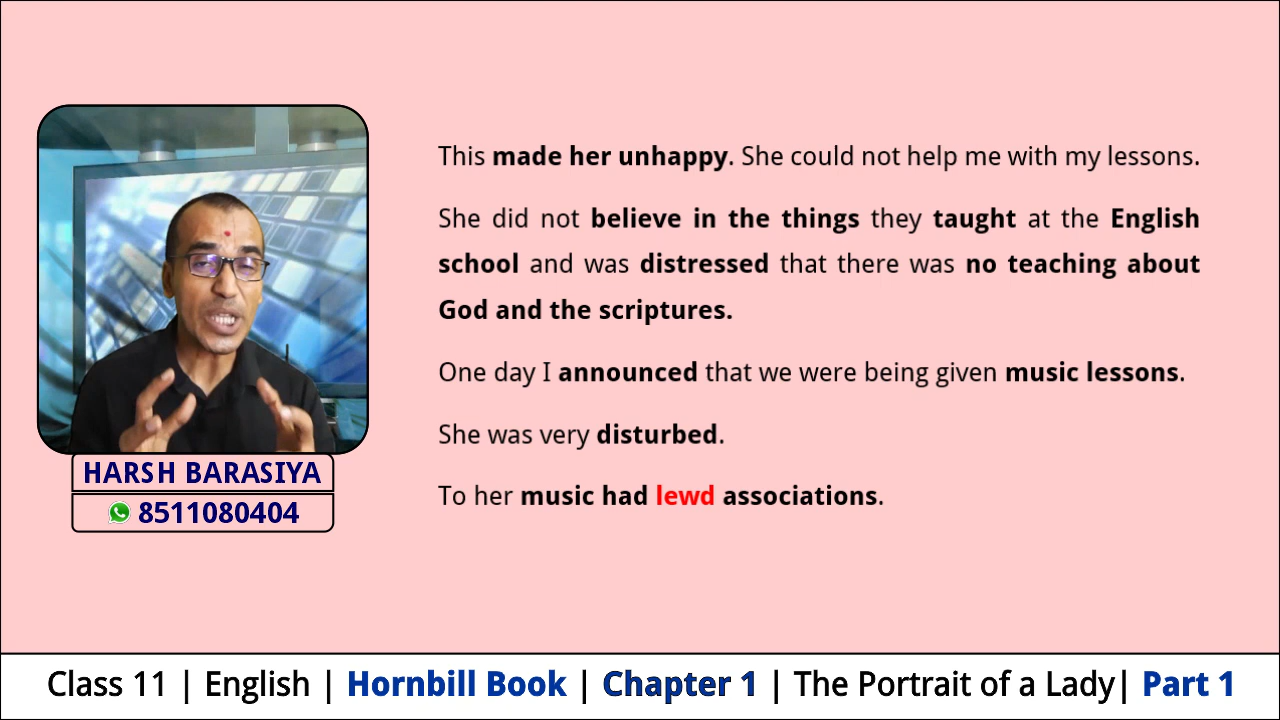 This made her unhappy. She could not help me with my lessons.
She did not believe in the things they taught at the English
school and was distressed that there was no teaching about
God and the scriptures.
One day I announced that we were being given music lessons.
She was very disturbed.
To her music had lewd associations.
HARSH BARASIYA
8511080404
Class 11 | English | Hornbill Book | Chapter 1 | The Portrait of a Lady| Part 1